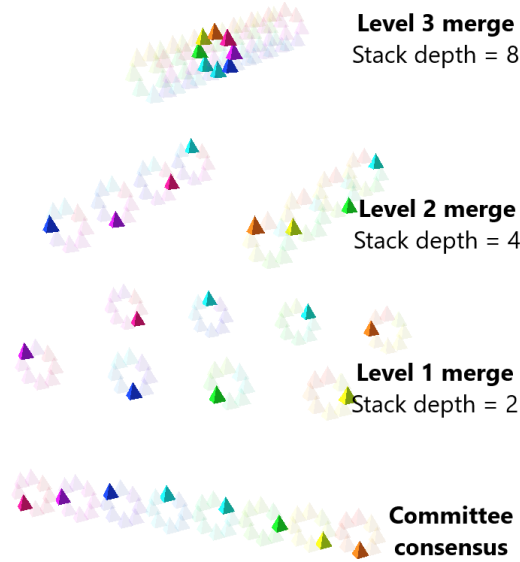 Level 3 merge
Stack depth = 8
Level 2 merge
Stack depth = 4
Level 1 merge
Stack depth = 2
Committee
consensus